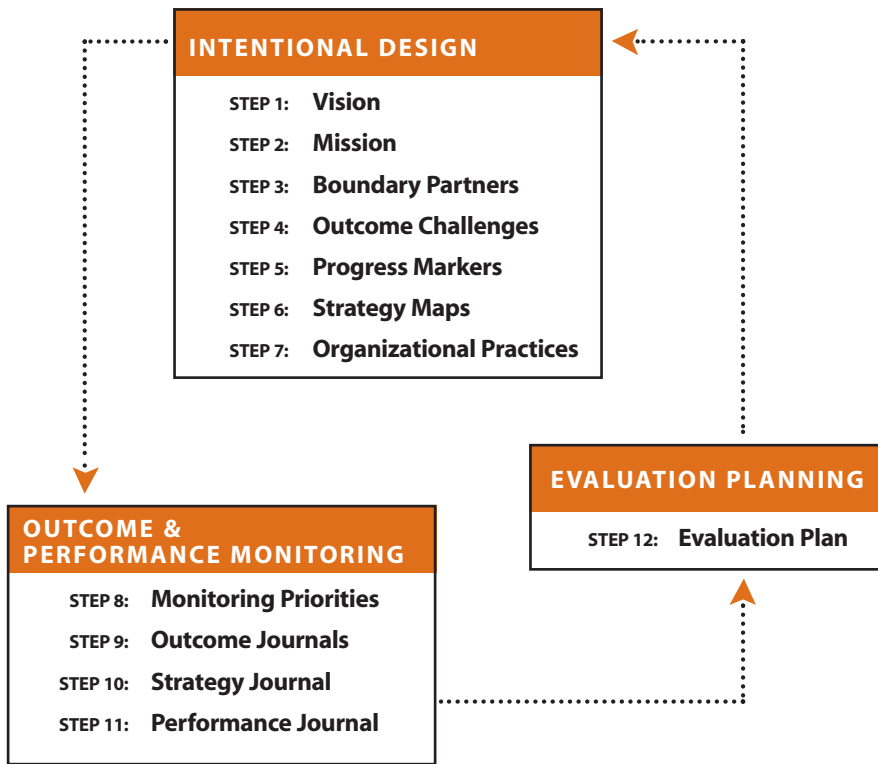 INTENTIONAL DESIGN
STEP 1: Vision
STEP 2: Mission
STEP 3: Boundary Partners
STEP 4: Outcome Challenges
STEP 5: Progress Markers
STEP 6: Strategy Maps
STEP 7: Organizational Practices
OUTCOME &
PERFORMANCE MONITORING
STEP 8: Monitoring Priorities
STEP 9: Outcome Journals
STEP 10: Strategy Journal
STEP 11: Performance Journal
EVALUATION PLANNING
STEP 12: Evaluation Plan